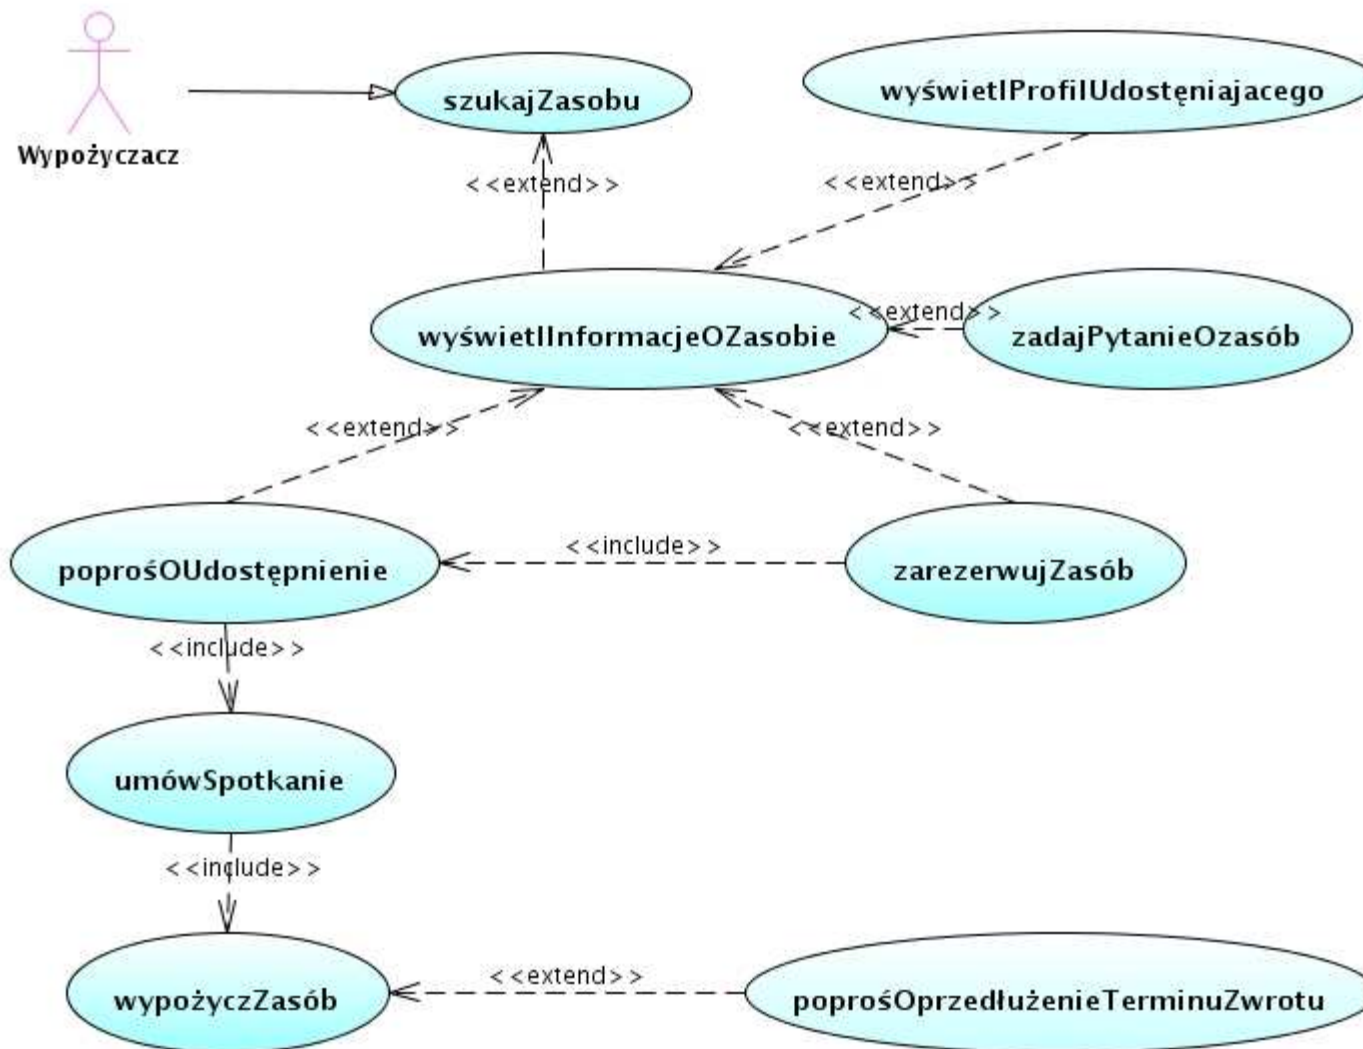 szukajZasobu
wyświetlProfilUdostęniajacego
Wypożyczacz
<<extend>>
<<extend>>
wyświetlInformacjeOZasobie
<<extend>>
zadajPytanieOzasób
<<extend>>
<<extend>>
poprośOUdostępnienie
<<include>>
zarezerwujZasób
<<include>>
umówSpotkanie
<<include>>
wypożyczZasób
<<extend>>
poprośOprzedłużenieTerminuZwrotu